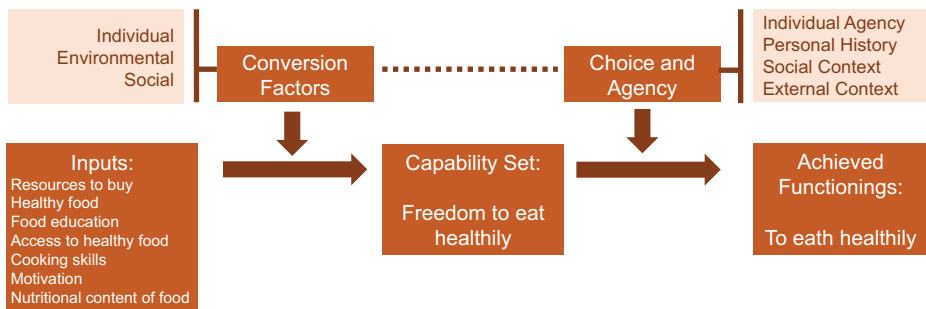 Individual
Environmental
Social
Conversion
Factors
Choice and
Agency
Individual Agency
Personal History
Social Context
External Context
Inputs:
Resources to buy
Healthy food
Food education
Access to healthy food
Cooking skills
Motivation
Nutritional content of food
Capability Set:
Freedom to eat
healthily
Achieved
Functionings:
To eath healthily